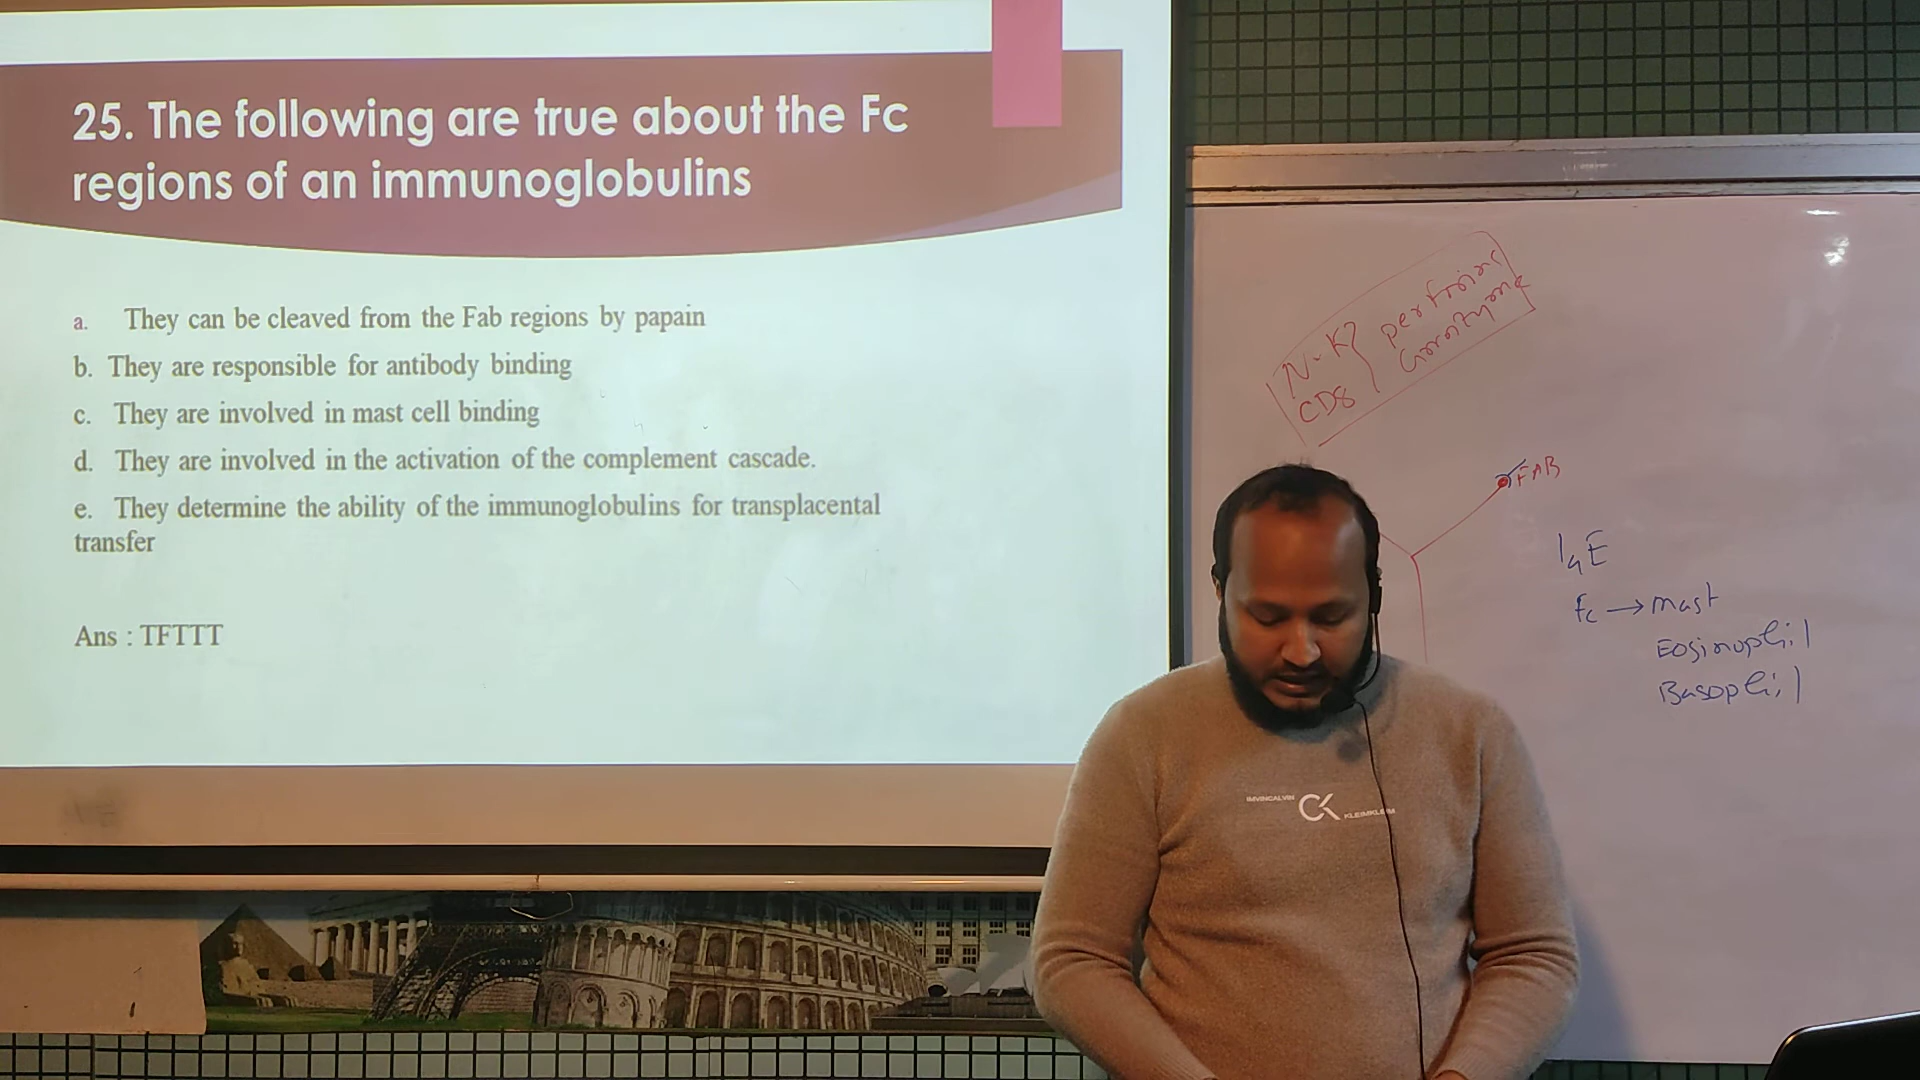 25. The following are true about the Fc
regions of an immunoglobulins
a. They can be cleaved from the Fab regions by papain
b. They are responsible for antibody binding
c. They are involved in mast cell binding
d. They are involved in the activation of the complement cascade.
e. They determine the ability of the immunoglobulins for transplacental
transfer
Ans : TFTTT
N-K
CD8
FAB
IgE
fc → mast
Eosinophil
Basophil
CK